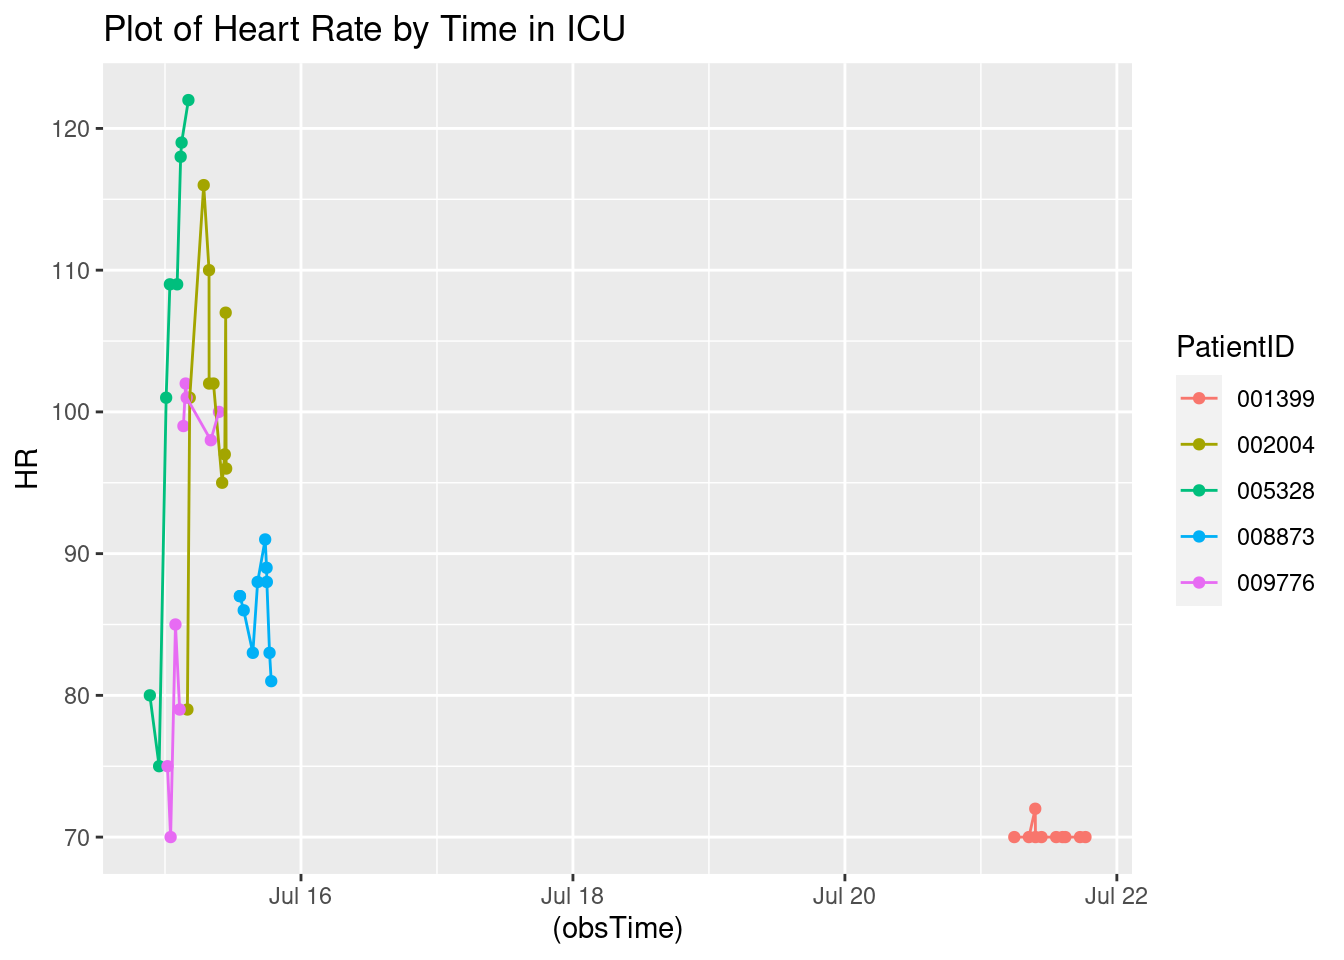 Plot of Heart Rate by Time in ICU
120
110
100
90
80
70
HR
Jul 16
Jul 18
Jul 20
Jul 22
(obsTime)
PatientID
001399
002004
005328
008873
009776